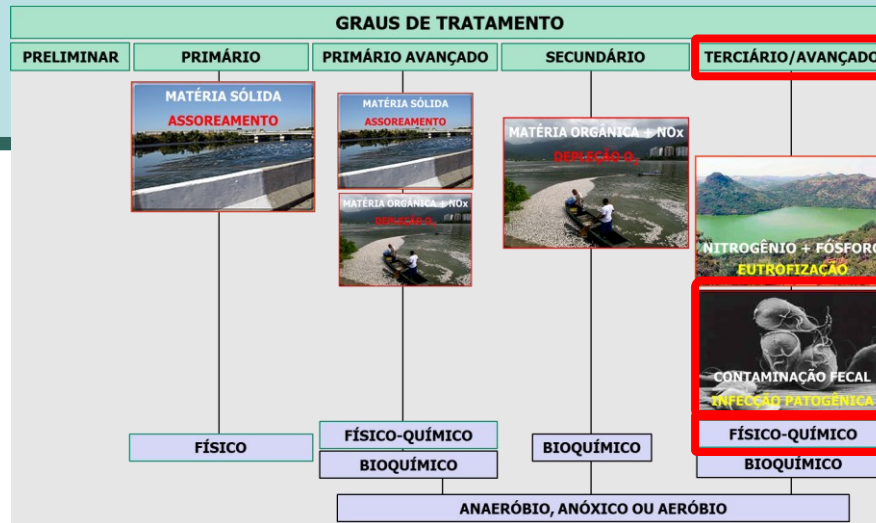 GRAUS DE TRATAMENTO
PRELIMINAR
PRIMÁRIO
PRIMÁRIO AVANÇADO
SECUNDÁRIO
TERCIÁRIO/AVANÇADO
MATÉRIA SÓLIDA
ASSOREAMENTO
MATÉRIA SÓLIDA
ASSOREAMENTO
MATÉRIA ORGÂNICA + NOx
DEPLEÇÃO O₂
MATÉRIA ORGÂNICA + NOx
DEPLEÇÃO O₂
NITROGÊNIO + FÓSFORO
EUTROFIZAÇÃO
CONTAMINAÇÃO FECAL
INFECÇÃO PATOGÊNICA
FÍSICO
FÍSICO-QUÍMICO
BIOQUÍMICO
BIOQUÍMICO
FÍSICO-QUÍMICO
BIOQUÍMICO
ANAERÓBIO, ANÓXICO OU AERÓBIO